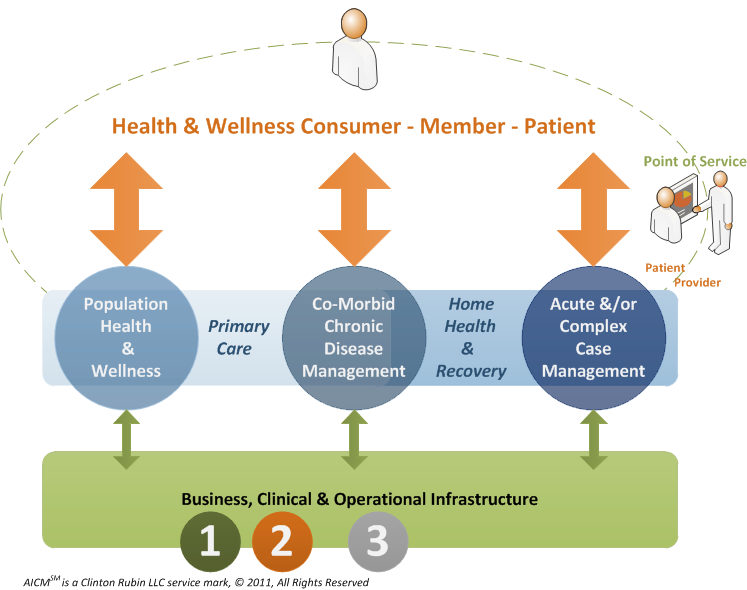 Health & Wellness Consumer - Member - Patient
Point of Service
Patient
Provider
Population
Health
&
Wellness
Primary
Care
Co-Morbid
Chronic
Disease
Management
Home
Health
&
Recovery
Acute &/or
Complex
Case
Management
Business, Clinical & Operational Infrastructure
1 2 3
AICM℠ is a Clinton Rubin LLC service mark, © 2011, All Rights Reserved